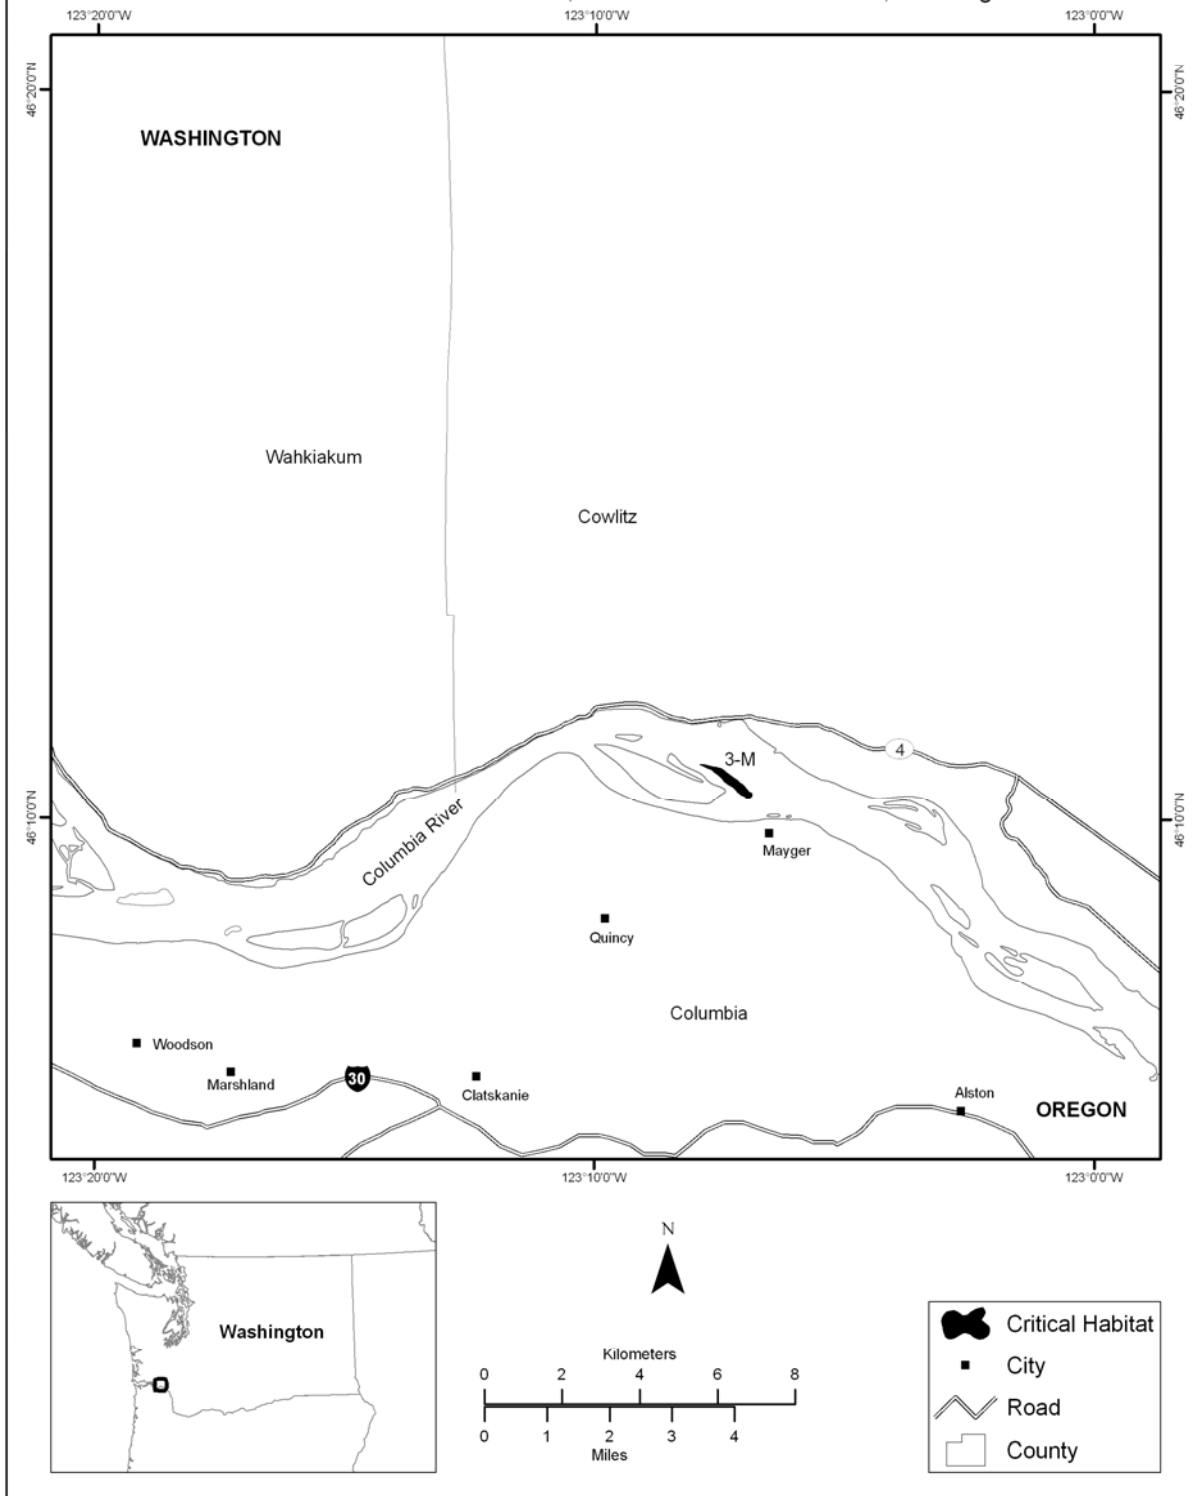 123°20'0"W 123°10'0"W 123°0'0"W
46°20'0"N 46°20'0"N
WASHINGTON
Wahkiakum
Cowlitz
4
3-M
46°10'0"N 46°10'0"N
Columbia River
Mayger
Quincy
Columbia
Woodson
Marshland
30
Clatskanie
Alston
OREGON
123°20'0"W 123°10'0"W 123°0'0"W
Washington
N
Kilometers
0 2 4 6 8
0 1 2 3 4
Miles
Critical Habitat
City
Road
County